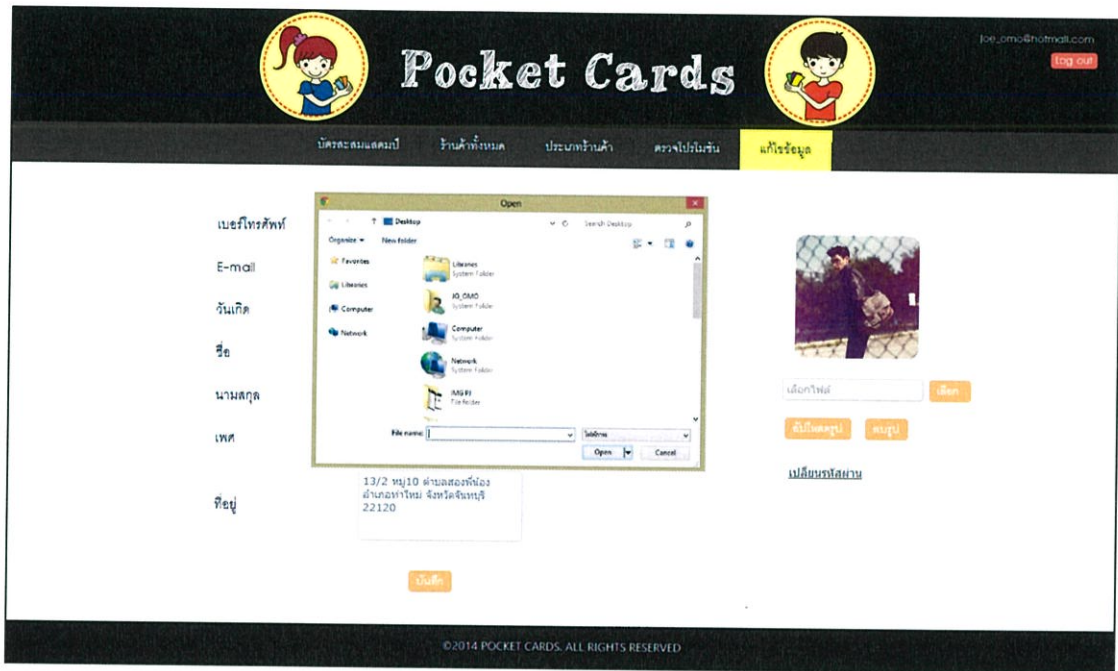 Pocket Cards
joe_omo@hotmail.com
Log out
บัตรสะสมแสตมป์ ร้านค้าทั้งหมด ประเภทร้านค้า ตรวจโปรโมชัน แก้ไขข้อมูล
Open
Desktop
Search Desktop
Organize New folder
Favorites
Libraries
Computer
Network
Libraries
System Folder
JO_OMO
System Folder
Computer
System Folder
Network
System Folder
File folder
File name:
Open Cancel
เบอร์โทรศัพท์
E-mail
วันเกิด
ชื่อ
นามสกุล
เพศ
ที่อยู่
13/2 หมู่10 ตำบลสองพี่น้อง
อำเภอท่าใหม่ จังหวัดจันทบุรี
22120
บันทึก
เลือกไฟล์ เลือก
อัปโหลดรูป ลบรูป
เปลี่ยนรหัสผ่าน
©2014 POCKET CARDS. ALL RIGHTS RESERVED